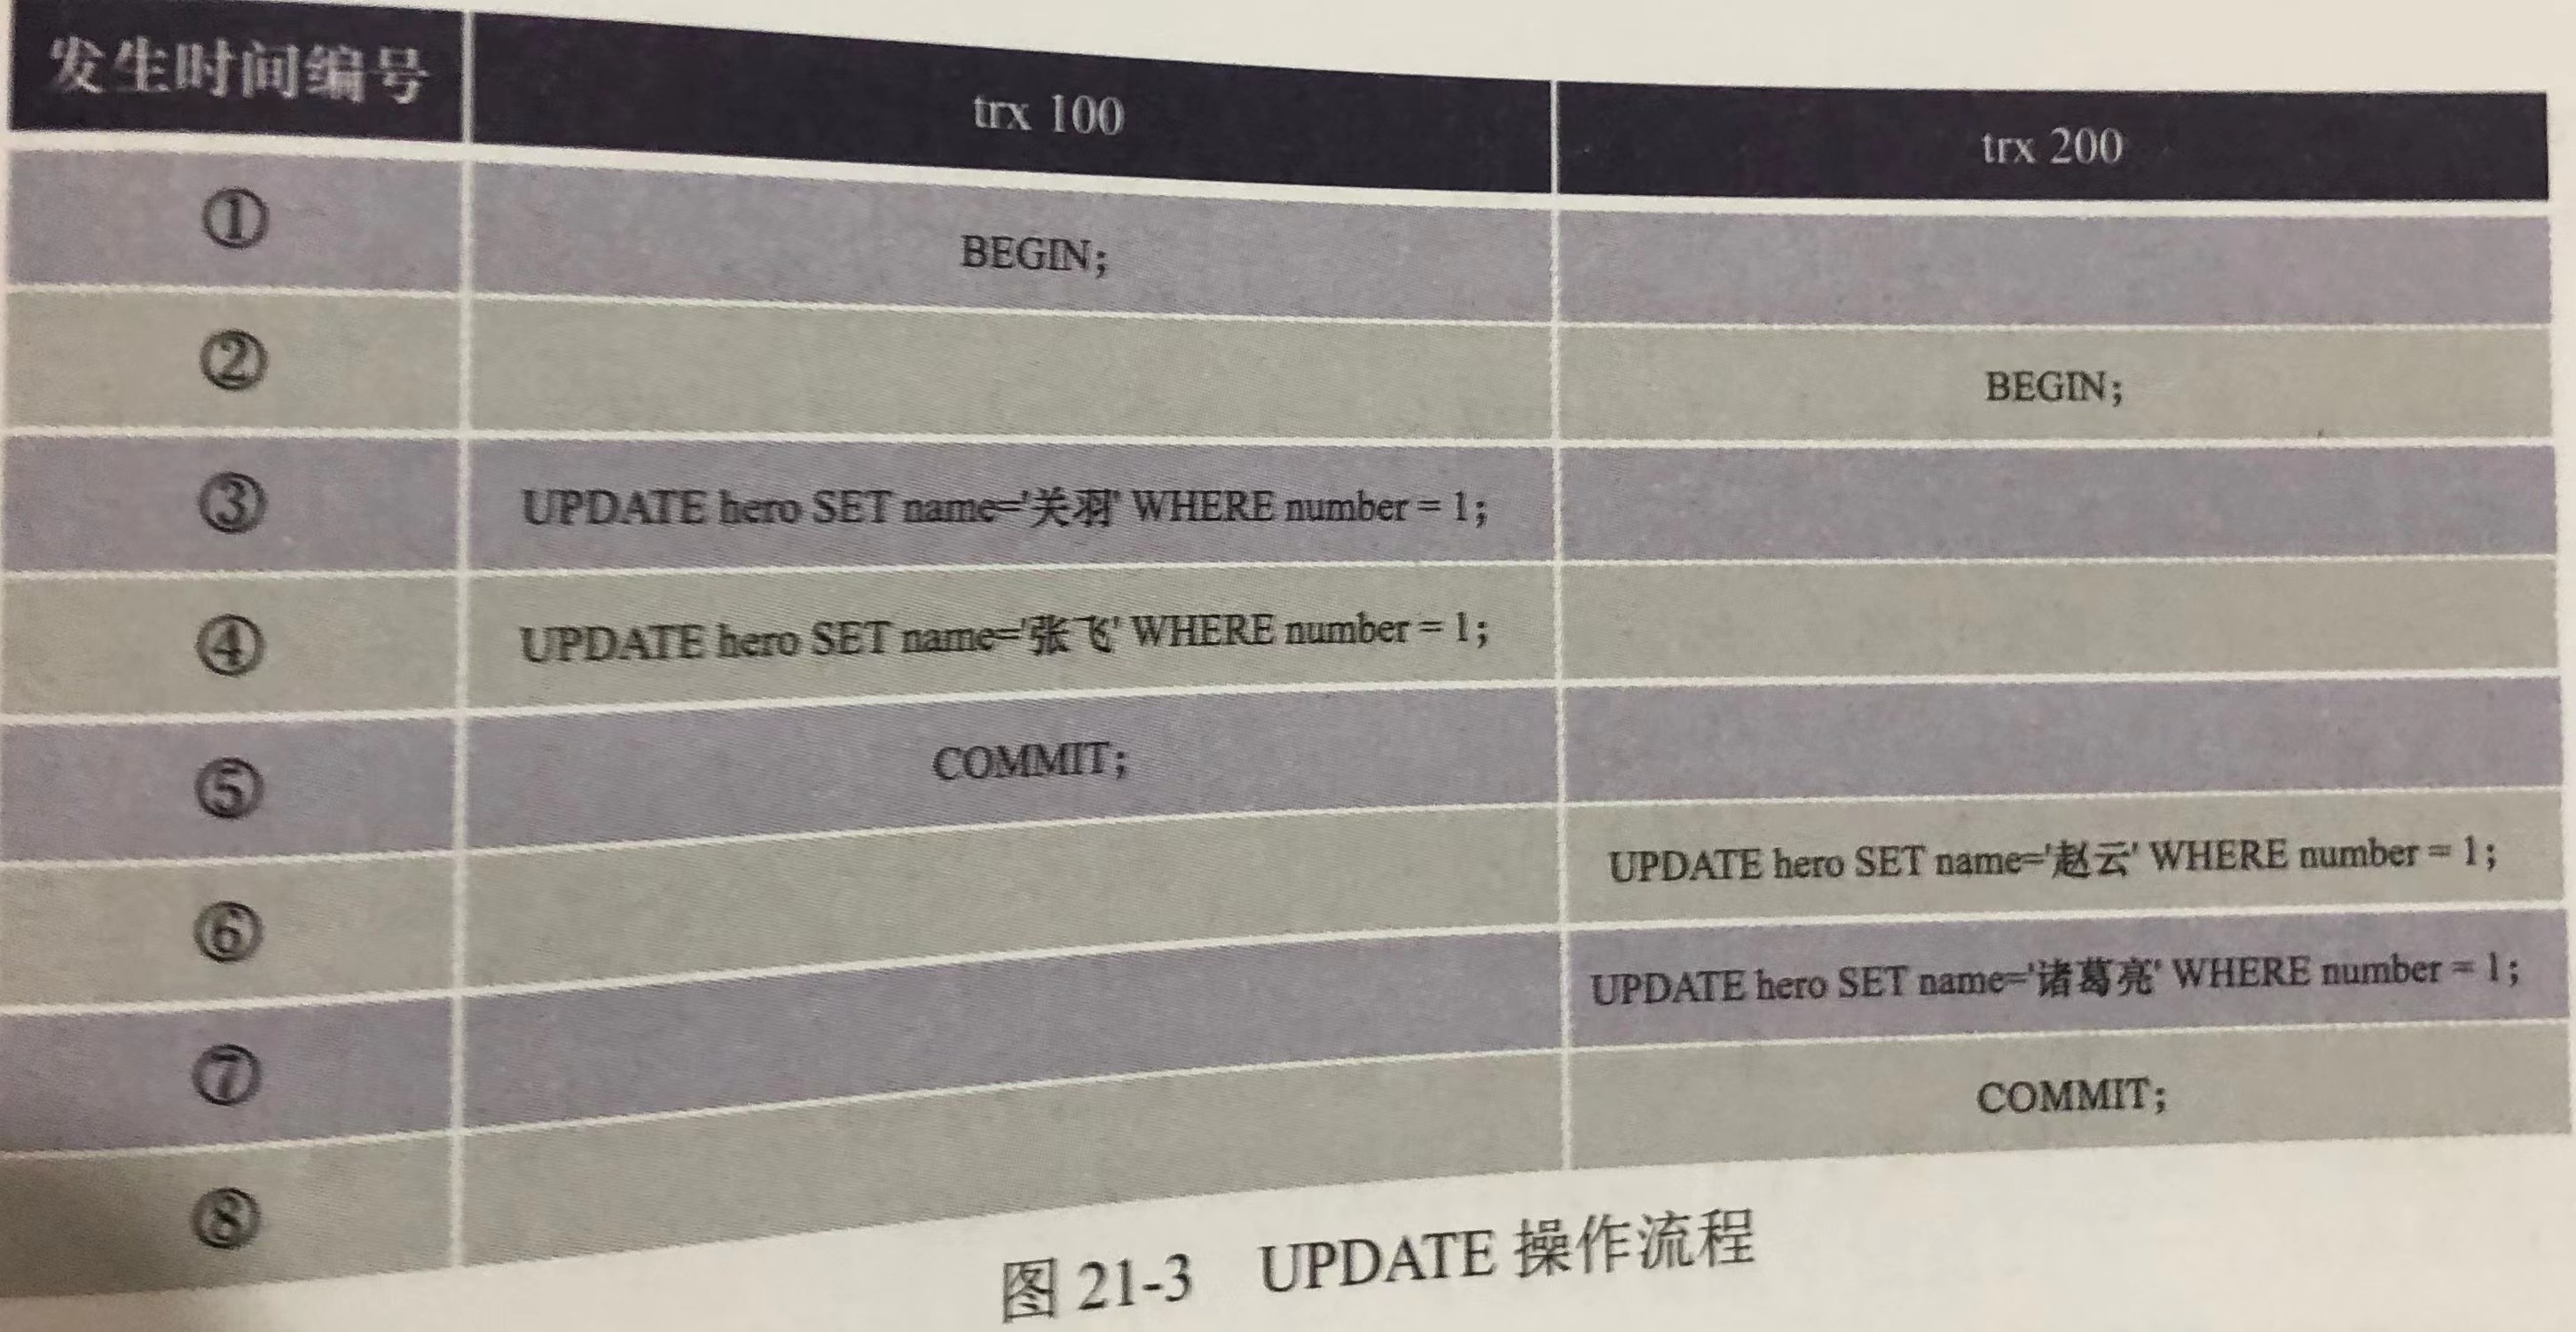 发生时间编号 trx 100 trx 200
① BEGIN;
② BEGIN;
③ UPDATE hero SET name='关羽' WHERE number = 1;
④ UPDATE hero SET name='张飞' WHERE number = 1;
⑤ COMMIT;
⑥ UPDATE hero SET name='赵云' WHERE number = 1;
⑦ UPDATE hero SET name='诸葛亮' WHERE number = 1;
⑧ COMMIT;
图 21-3 UPDATE 操作流程